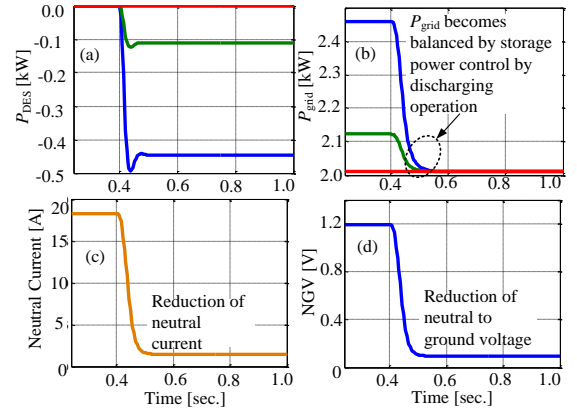 0.0
-0.1
-0.2
-0.3
-0.4
-0.5
P_DES [kW]
(a)
0.4 0.6 0.8 1.0
2.4
2.3
2.2
2.1
2.0
P_grid [kW]
(b)
P_grid becomes
balanced by storage
power control by
discharging
operation
0.4 0.6 0.8 1.0
20
15
10
5
0
Neutral Current [A]
(c)
Reduction of
neutral
current
0.4 0.6 0.8 1.0
Time [sec.]
1.2
0.8
0.4
0
NGV [V]
(d)
Reduction of
neutral to
ground voltage
0.4 0.6 0.8 1.0
Time [sec.]